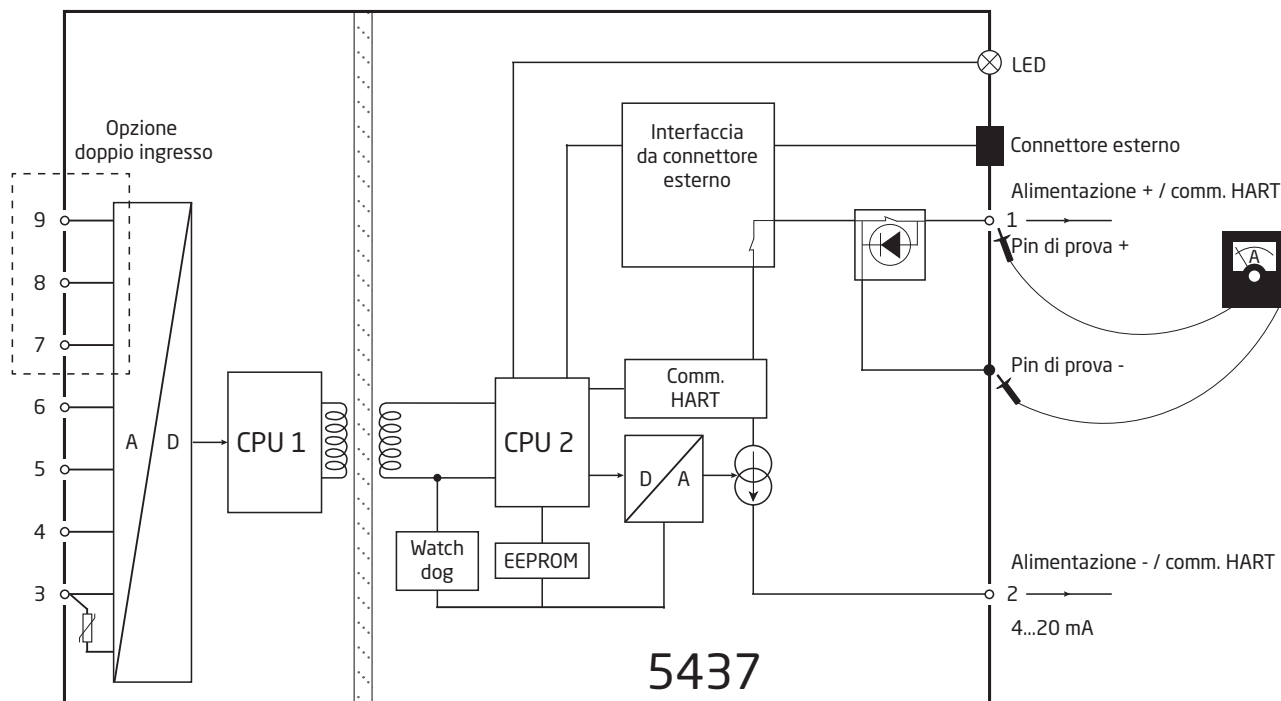 LED
Opzione
doppio ingresso
Interfaccia
da connettore
esterno
Connettore esterno
Alimentazione + / comm. HART
9
1
Pin di prova +
A
8
7
Pin di prova -
Comm.
HART
6
A
D
CPU 1
CPU 2
5
D
A
4
Watch
dog
EEPROM
Alimentazione - / comm. HART
3
2
4...20 mA
5437